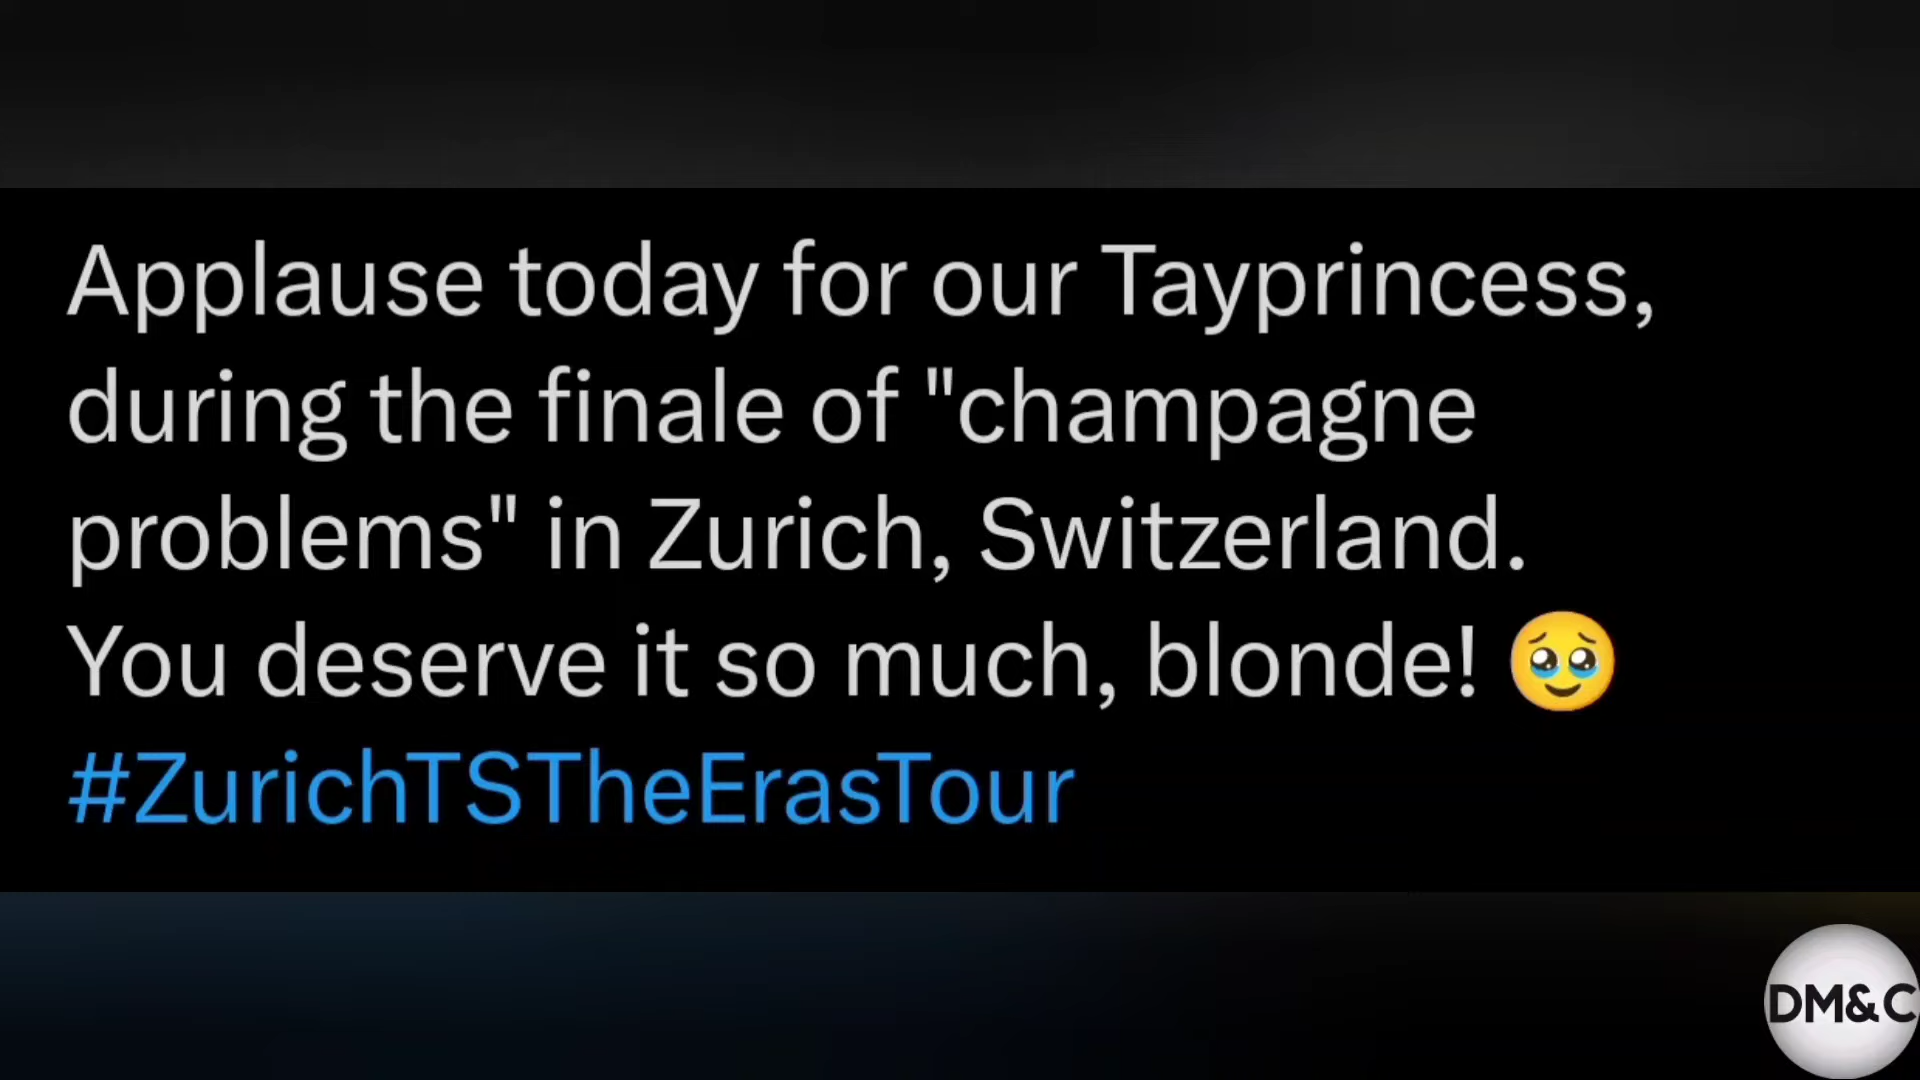 Applause today for our Tayprincess,
during the finale of "champagne
problems" in Zurich, Switzerland.
You deserve it so much, blonde! 🥹
#ZurichTSTheErasTour
DM&C